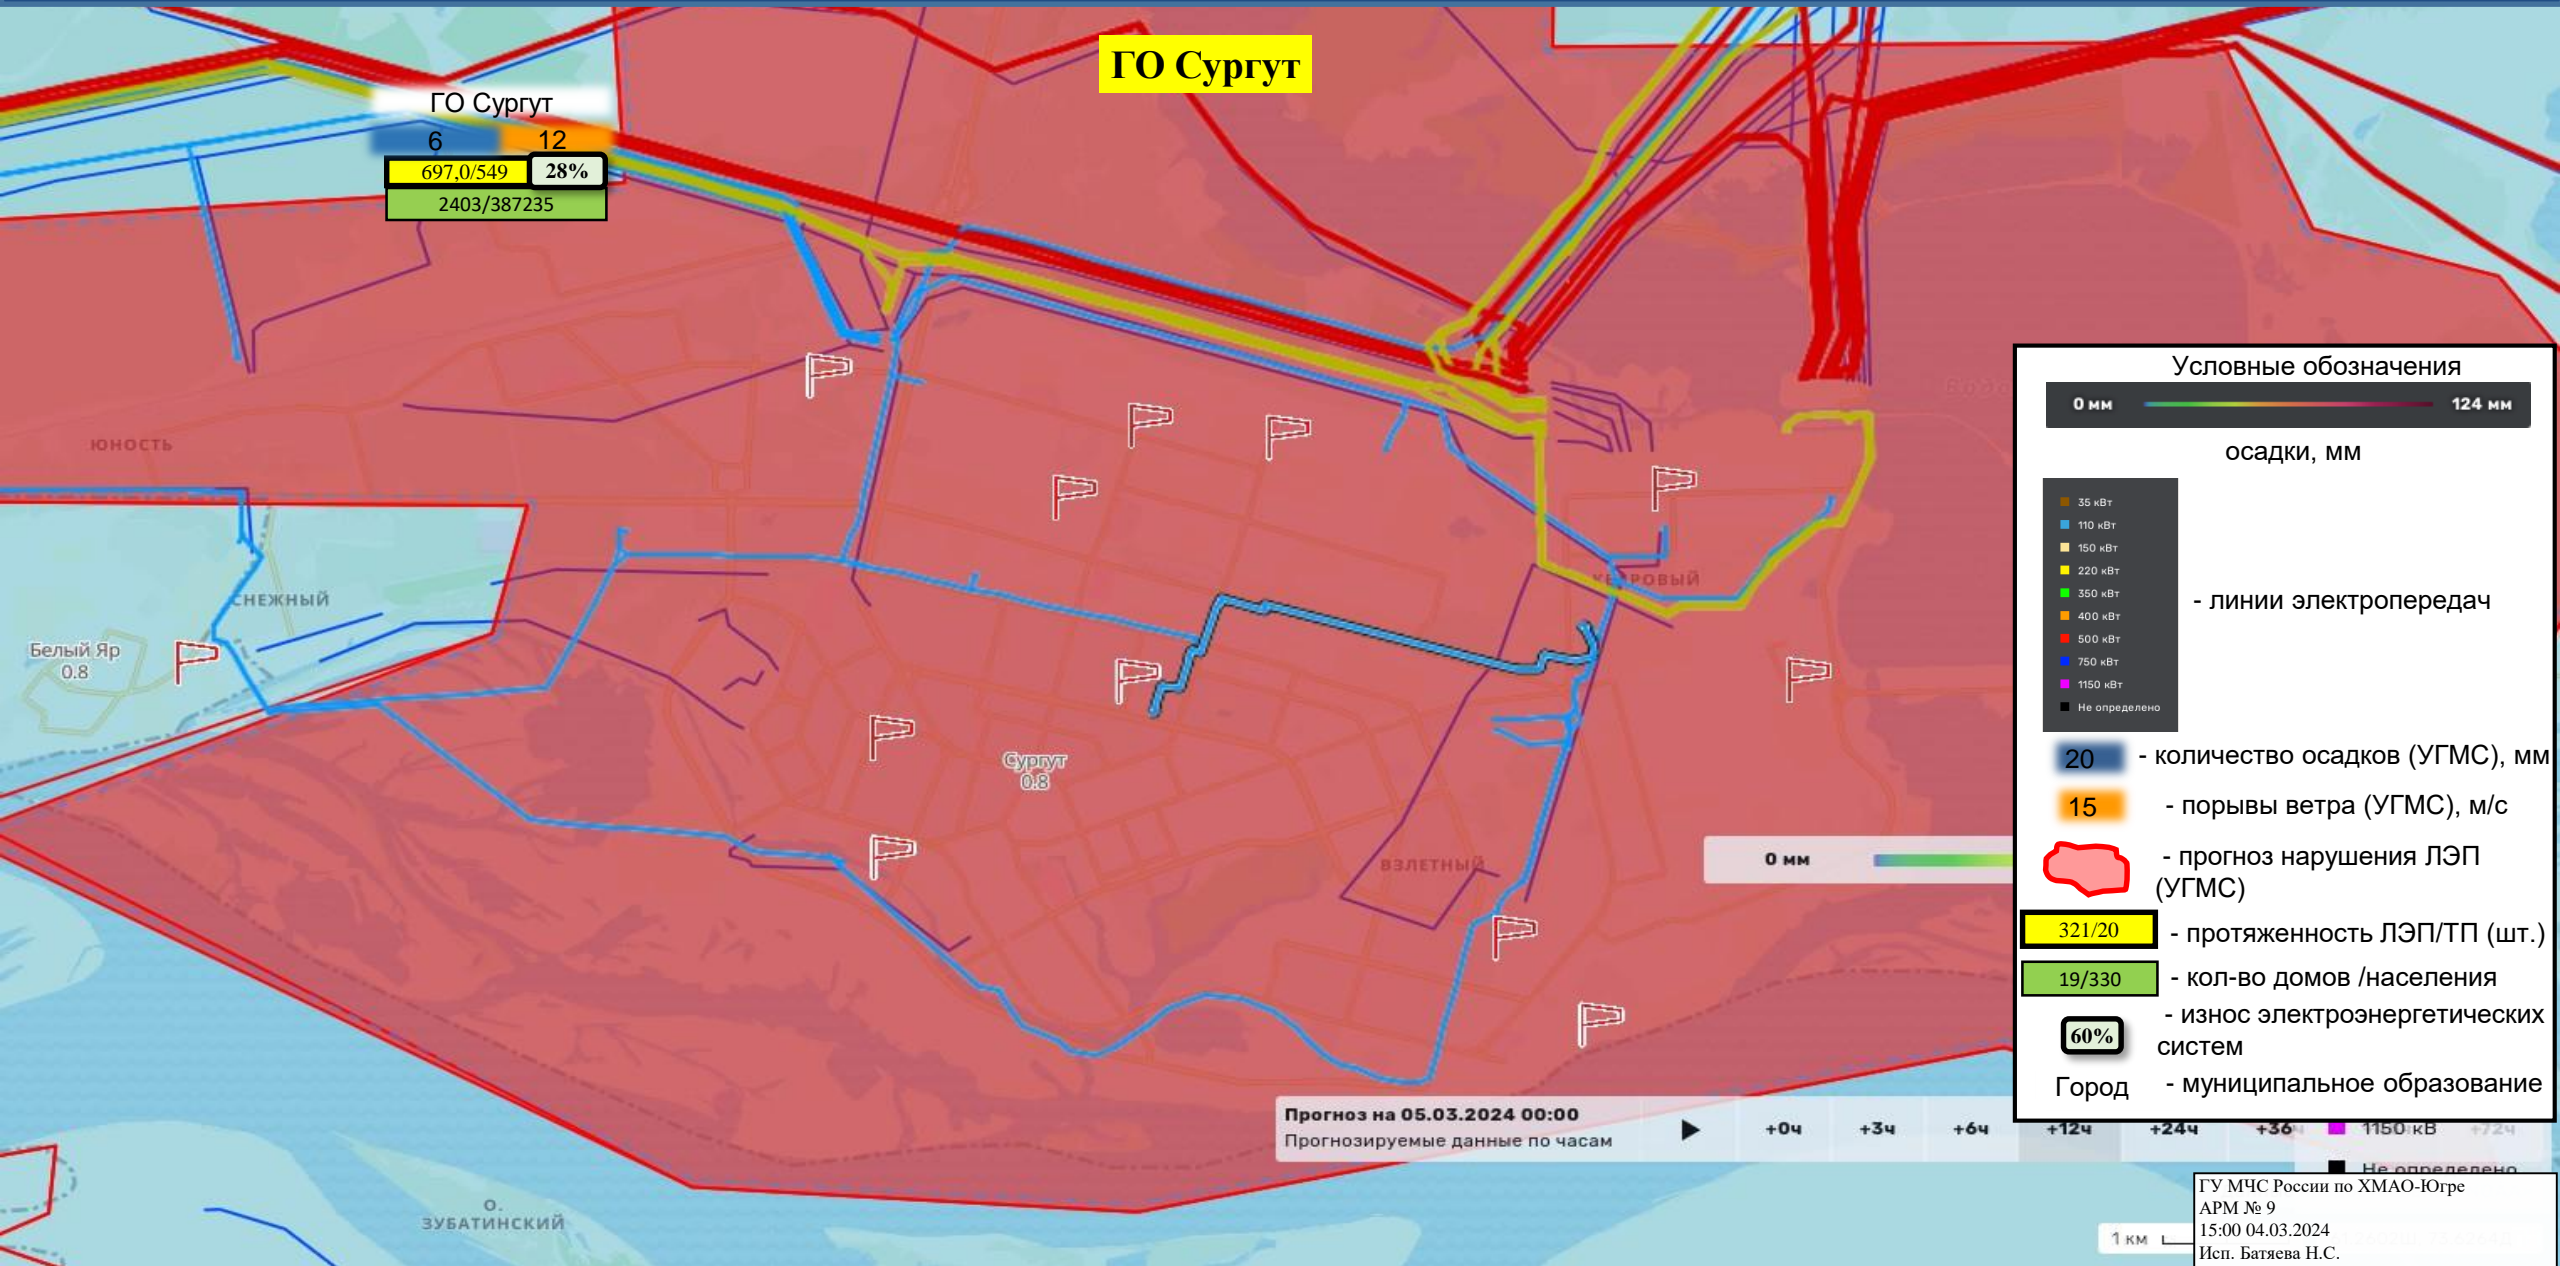 ГО Сургут
ГО Сургут
6 12
697,0/549 28%
2403/387235
ЮНОСТЬ
СНЕЖНЫЙ
Белый Яр
0.8
Сургут
0.8
КЕДРОВЫЙ
ВЗЛЕТНЫЙ
О.
ЗУБАТИНСКИЙ
0 мм
Условные обозначения
0 мм 124 мм
осадки, мм
35 кВт
110 кВт
150 кВт
220 кВт
350 кВт
400 кВт
500 кВт
750 кВт
1150 кВт
Не определено
- линии электропередач
20 - количество осадков (УГМС), мм
15 - порывы ветра (УГМС), м/с
- прогноз нарушения ЛЭП
(УГМС)
321/20 - протяженность ЛЭП/ТП (шт.)
19/330 - кол-во домов /населения
- износ электроэнергетических
60% систем
Город - муниципальное образование
Прогноз на 05.03.2024 00:00
Прогнозируемые данные по часам
+0ч +3ч +6ч +12ч +24ч +36ч 1150 кВ +72ч
Не определено
1 км
ГУ МЧС России по ХМАО-Югре
АРМ № 9
15:00 04.03.2024
Исп. Батяева Н.С.